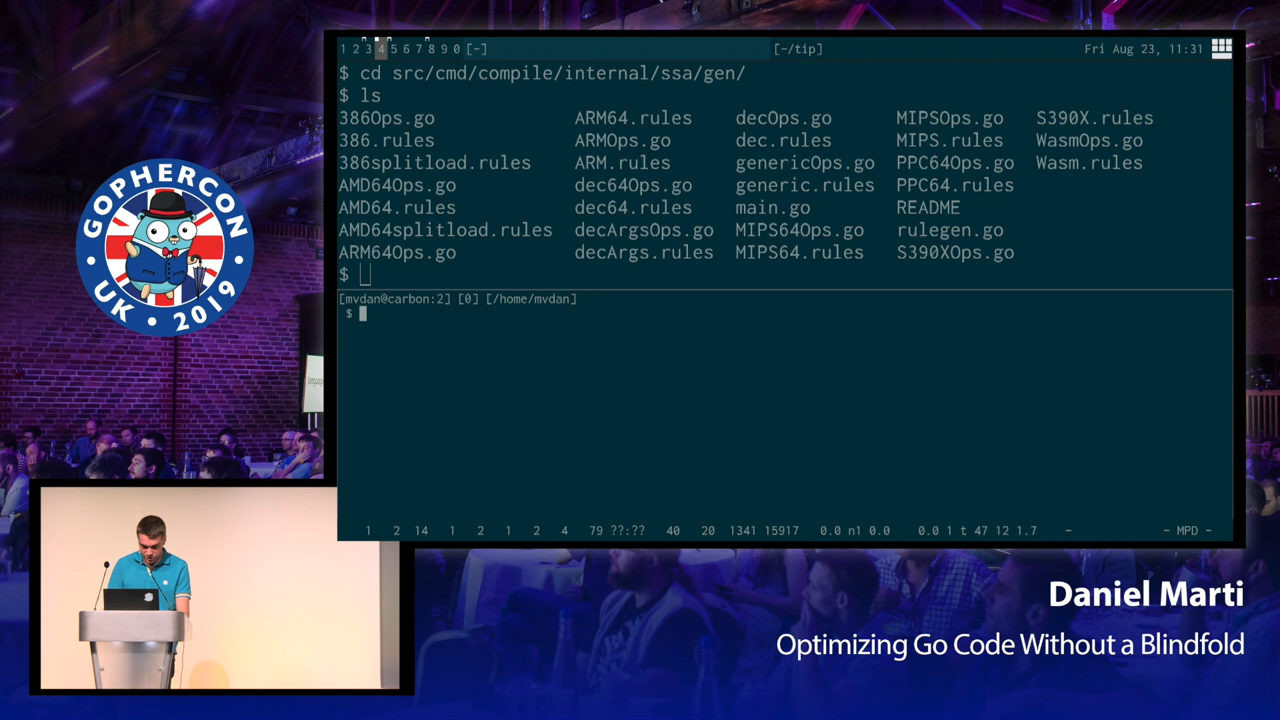 1 2 3 4 5 6 7 8 9 0 [-] [~/tip] Fri Aug 23, 11:31
$ cd src/cmd/compile/internal/ssa/gen/
$ ls
386Ops.go ARM64.rules decOps.go MIPSOps.go S390X.rules
386.rules ARMOps.go dec.rules MIPS.rules WasmOps.go
386splitload.rules ARM.rules genericOps.go PPC64Ops.go Wasm.rules
AMD64Ops.go dec64Ops.go generic.rules PPC64.rules
AMD64.rules dec64.rules main.go README
AMD64splitload.rules decArgsOps.go MIPS64Ops.go rulegen.go
ARM64Ops.go decArgs.rules MIPS64.rules S390XOps.go
$
[mvdan@carbon:2] [0] [/home/mvdan]
$
1 2 14 1 2 1 2 4 79 ??:?? 40 20 1341 15917 0.0 n1 0.0 0.0 1 t 47 12 1.7 - - MPD -
GOPHERCON
UK • 2019
Daniel Marti
Optimizing Go Code Without a Blindfold